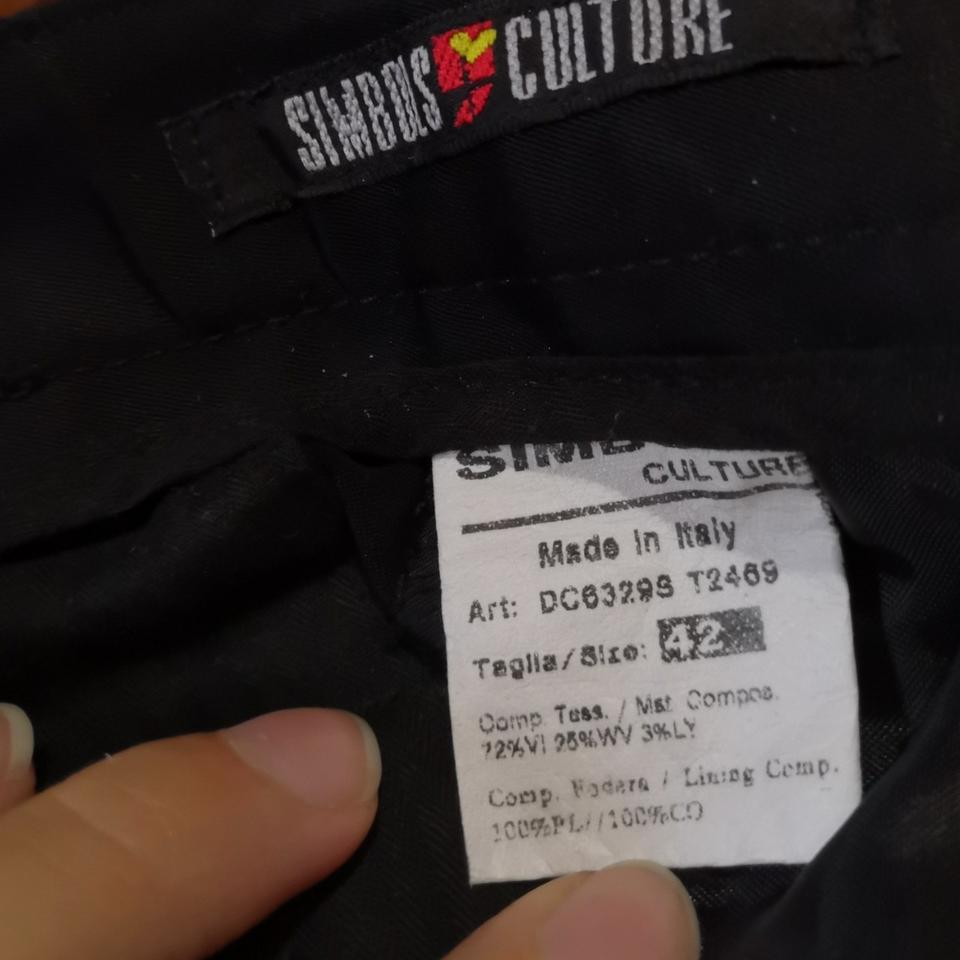 SIMBOLS CULTURE
CULTURE
Made in Italy
Art: DC6329S T2469
Taglia/Size: 42
Comp. Tess. / Mat. Compos.
72%VI 25%WV 3%LY
Comp. Fodera / Lining Comp.
100%PL//100%CO